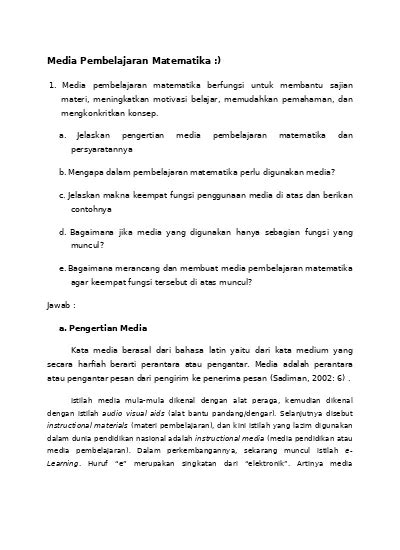 Media Pembelajaran Matematika :)
1. Media pembelajaran matematika berfungsi untuk membantu sajian
materi, meningkatkan motivasi belajar, memudahkan pemahaman, dan
mengkonkritkan konsep.
a. Jelaskan pengertian media pembelajaran matematika dan
persyaratannya
b. Mengapa dalam pembelajaran matematika perlu digunakan media?
c. Jelaskan makna keempat fungsi penggunaan media di atas dan berikan
contohnya
d. Bagaimana jika media yang digunakan hanya sebagian fungsi yang
muncul?
e. Bagaimana merancang dan membuat media pembelajaran matematika
agar keempat fungsi tersebut di atas muncul?
Jawab :
a. Pengertian Media
Kata media berasal dari bahasa latin yaitu dari kata medium yang
secara harfiah berarti perantara atau pengantar. Media adalah perantara
atau pengantar pesan dari pengirim ke penerima pesan (Sadiman, 2002: 6) .
Istilah media mula-mula dikenal dengan alat peraga, kemudian dikenal
dengan istilah audio visual aids (alat bantu pandang/dengar). Selanjutnya disebut
instructional materials (materi pembelajaran), dan kini istilah yang lazim digunakan
dalam dunia pendidikan nasional adalah instructional media (media pendidikan atau
media pembelajaran). Dalam perkembangannya, sekarang muncul istilah e-
Learning. Huruf “e” merupakan singkatan dari “elektronik”. Artinya media